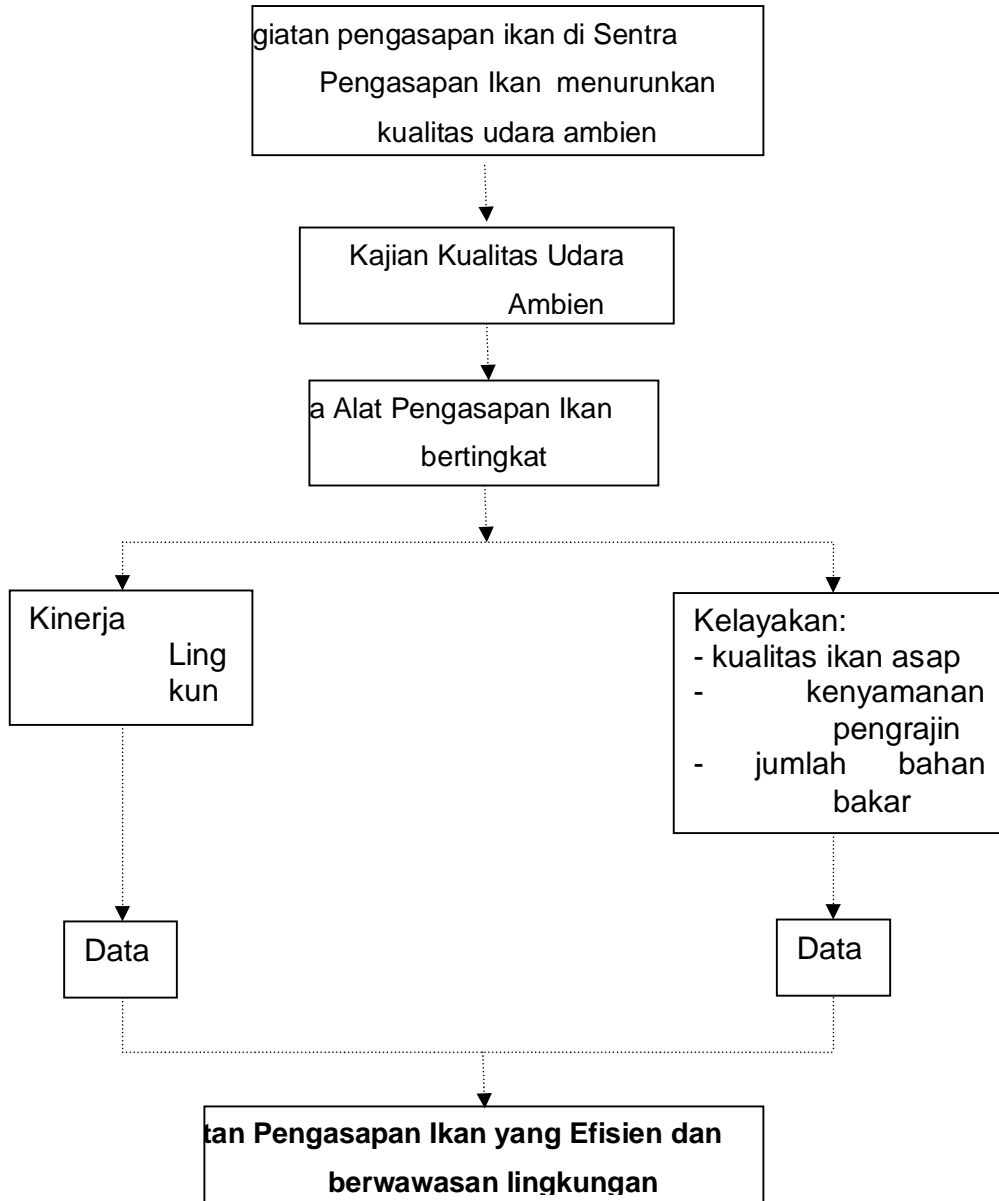 giatan pengasapan ikan di Sentra
Pengasapan Ikan menurunkan
kualitas udara ambien
Kajian Kualitas Udara
Ambien
a Alat Pengasapan Ikan
bertingkat
Kinerja
Ling
kun
Kelayakan:
- kualitas ikan asap
- kenyamanan
pengrajin
- jumlah bahan
bakar
Data
Data
tan Pengasapan Ikan yang Efisien dan
berwawasan lingkungan